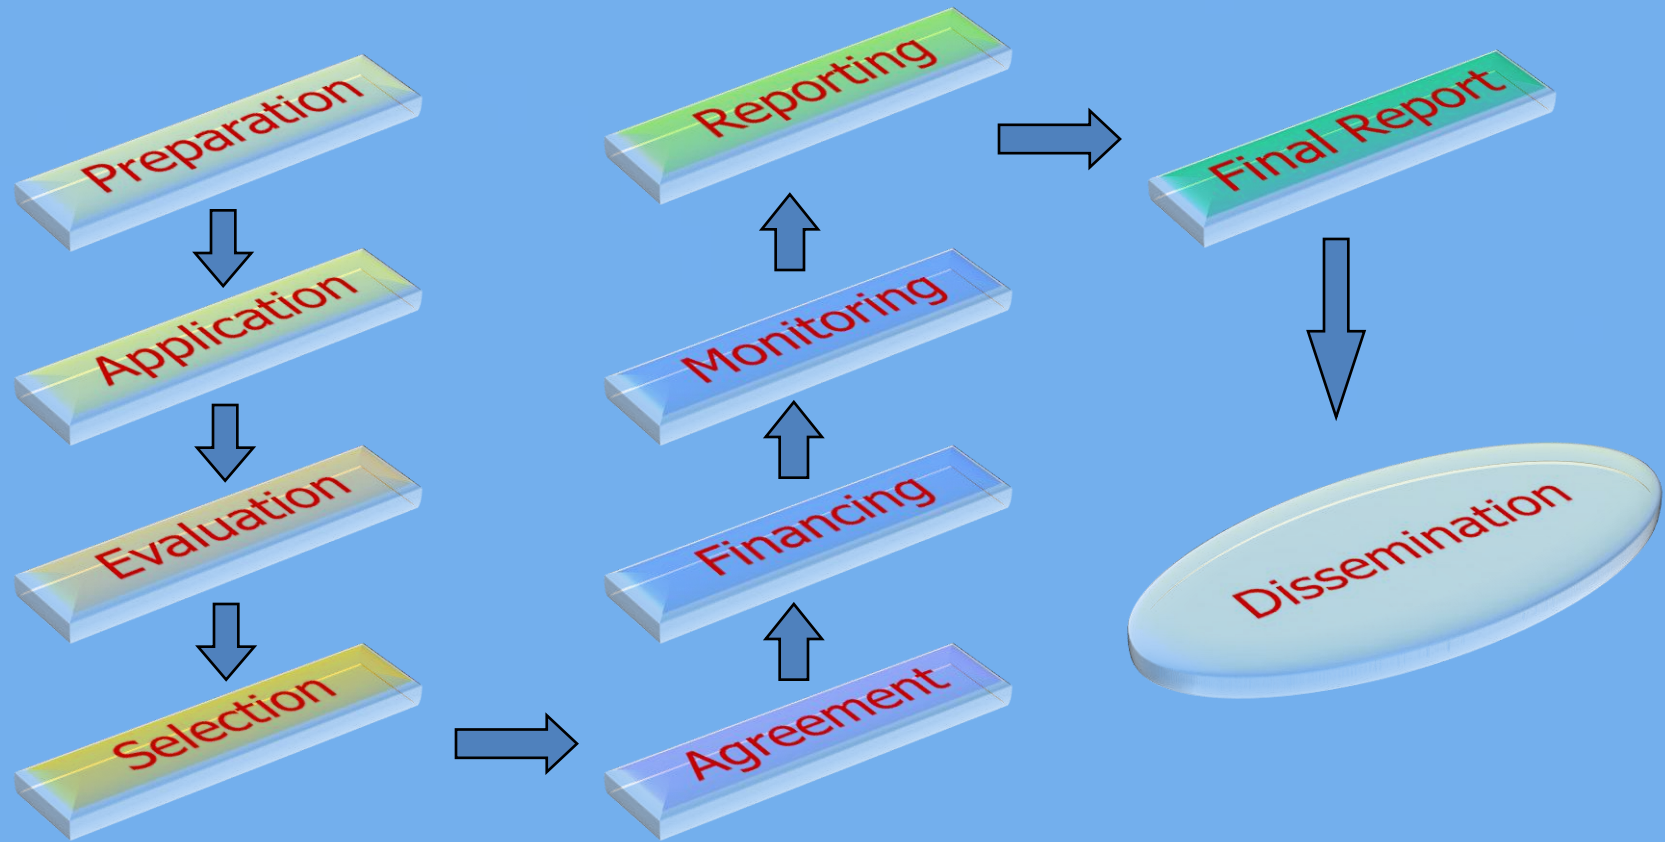 Preparation
Application
Evaluation
Selection
Agreement
Financing
Monitoring
Reporting
Final Report
Dissemination